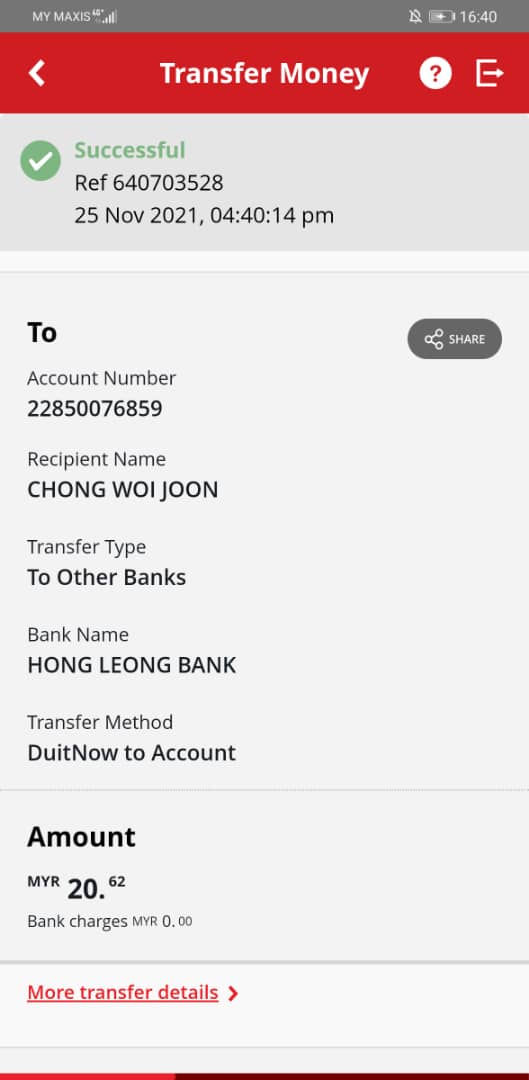 MY MAXIS 4G+ 16:40
Transfer Money ?
Successful
Ref 640703528
25 Nov 2021, 04:40:14 pm
To
SHARE
Account Number
22850076859
Recipient Name
CHONG WOI JOON
Transfer Type
To Other Banks
Bank Name
HONG LEONG BANK
Transfer Method
DuitNow to Account
Amount
MYR 20.62
Bank charges MYR 0.00
More transfer details